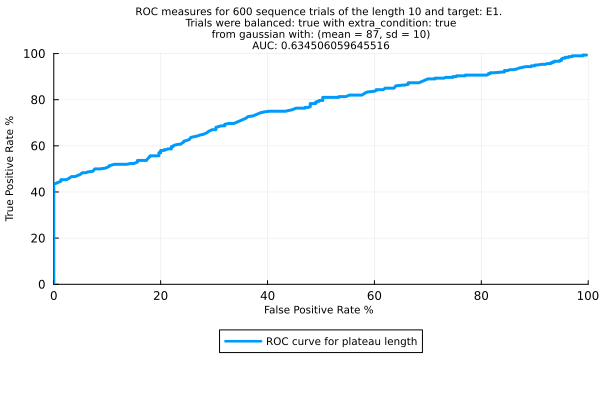 ROC measures for 600 sequence trials of the length 10 and target: E1.
Trials were balanced: true with extra_condition: true
from gaussian with: (mean = 87, sd = 10)
AUC: 0.634506059645516
100
80
60
40
20
0
True Positive Rate %
0 20 40 60 80 100
False Positive Rate %
ROC curve for plateau length